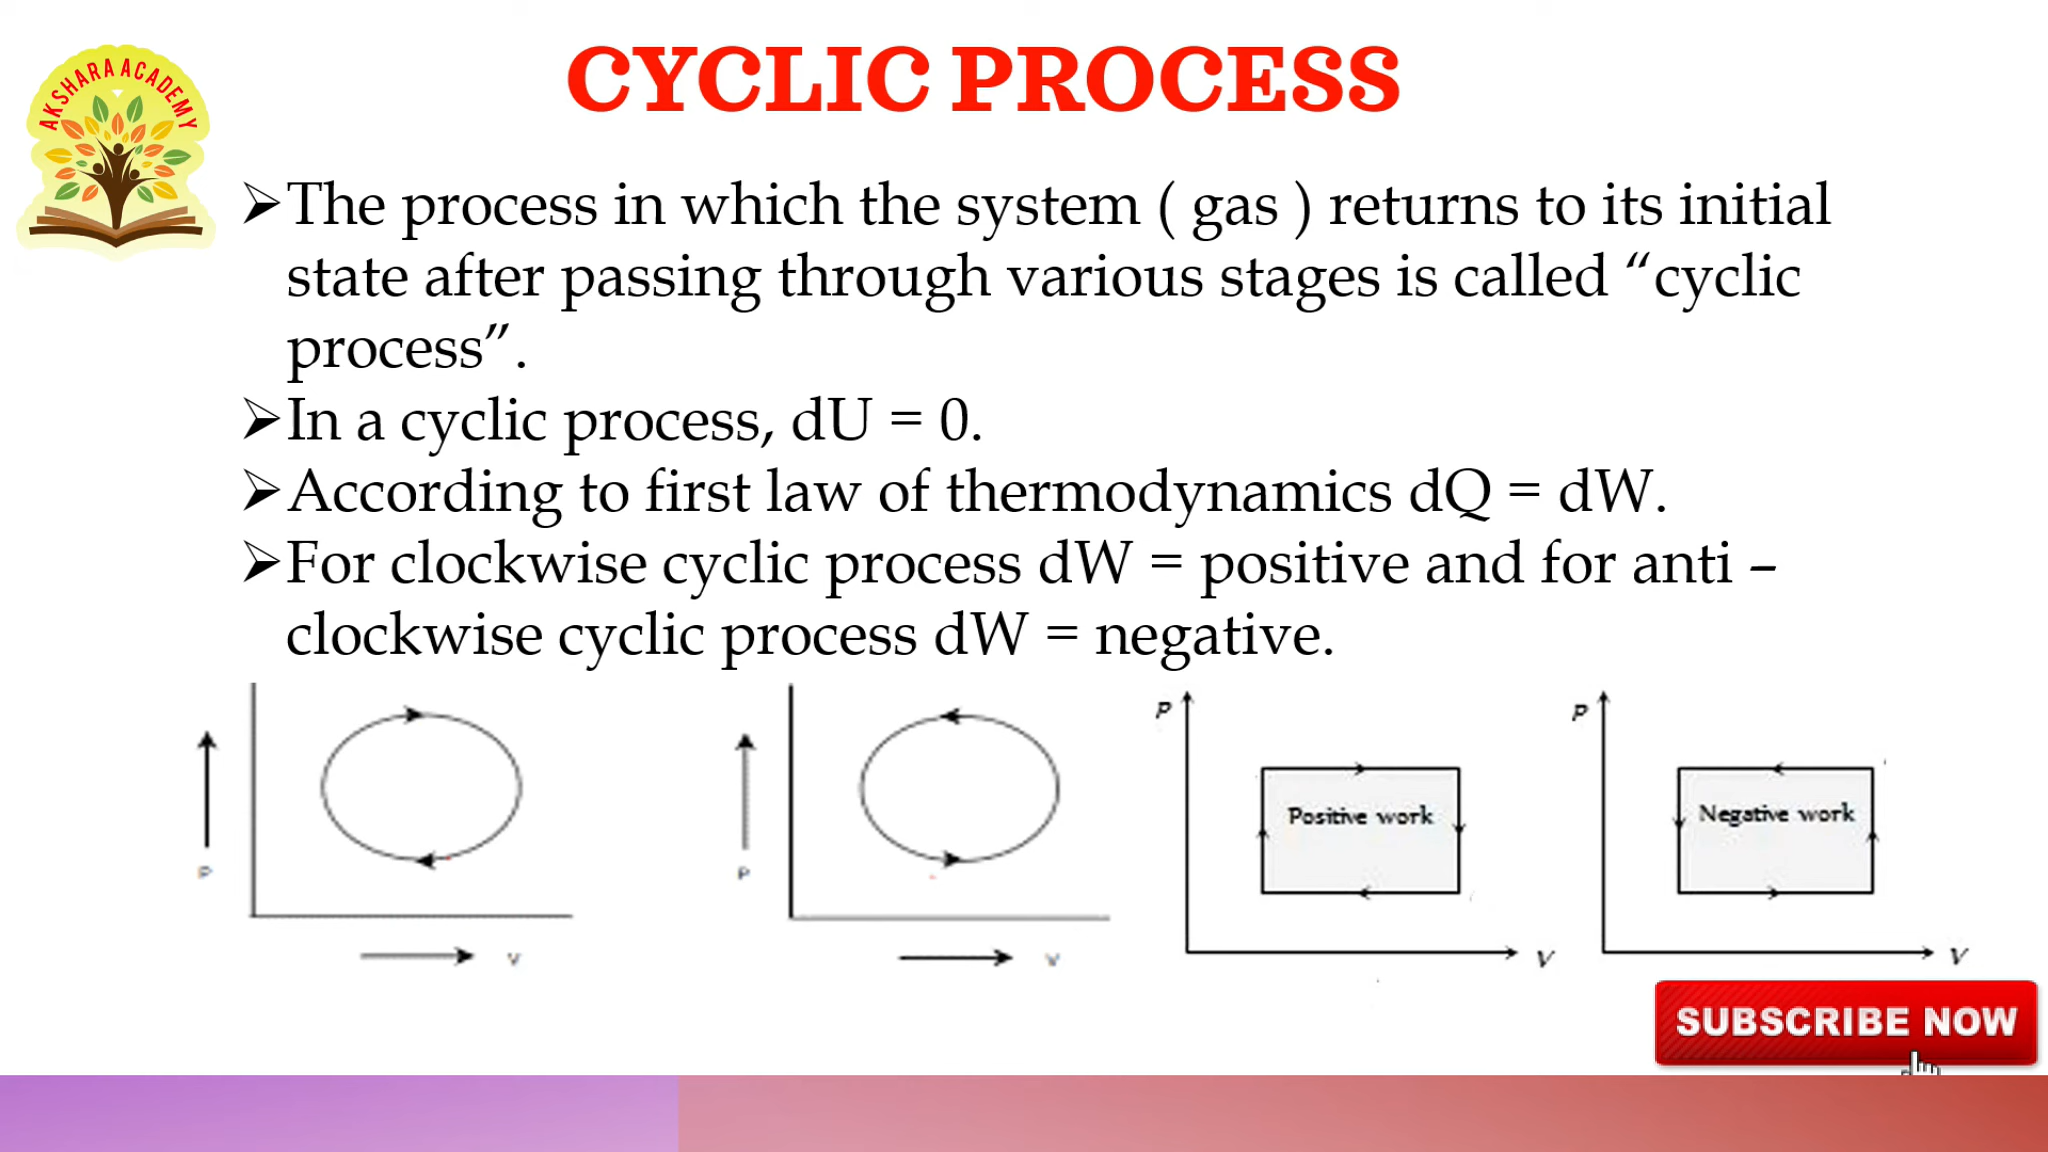 AKSHARA ACADEMY
CYCLIC PROCESS
➢The process in which the system ( gas ) returns to its initial
state after passing through various stages is called “cyclic
process”.
➢In a cyclic process, dU = 0.
➢According to first law of thermodynamics dQ = dW.
➢For clockwise cyclic process dW = positive and for anti –
clockwise cyclic process dW = negative.
P
V
P
V
P
Positive work
V
P
Negative work
V
SUBSCRIBE NOW